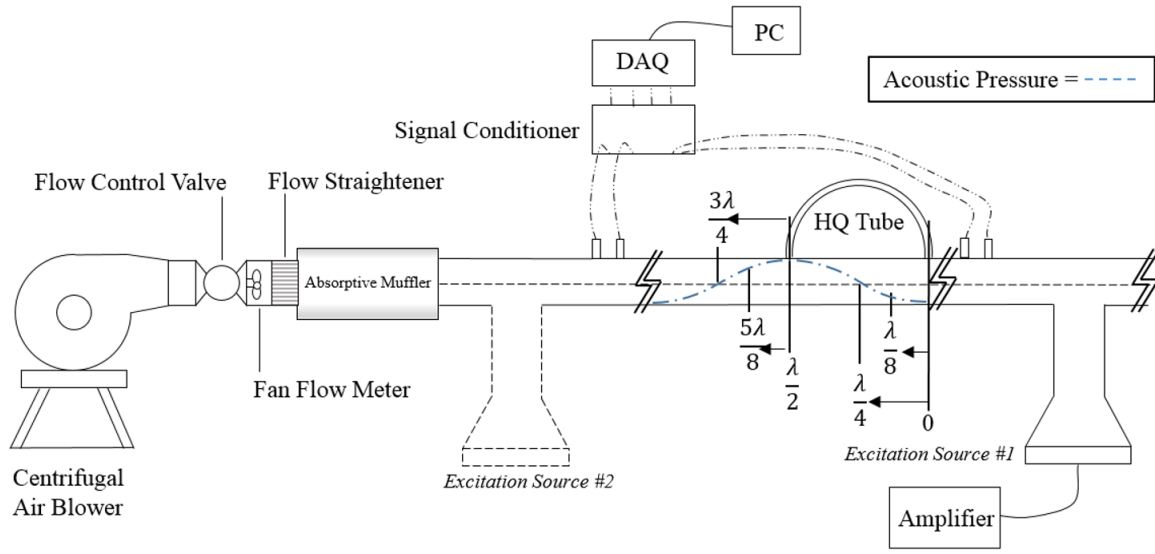 PC
DAQ
Acoustic Pressure =
Signal Conditioner
Flow Control Valve
Flow Straightener
3λ
4
HQ Tube
Absorptive Muffler
5λ
8
λ
8
λ
2
λ
4
0
Fan Flow Meter
Excitation Source #1
Centrifugal
Air Blower
Excitation Source #2
Amplifier